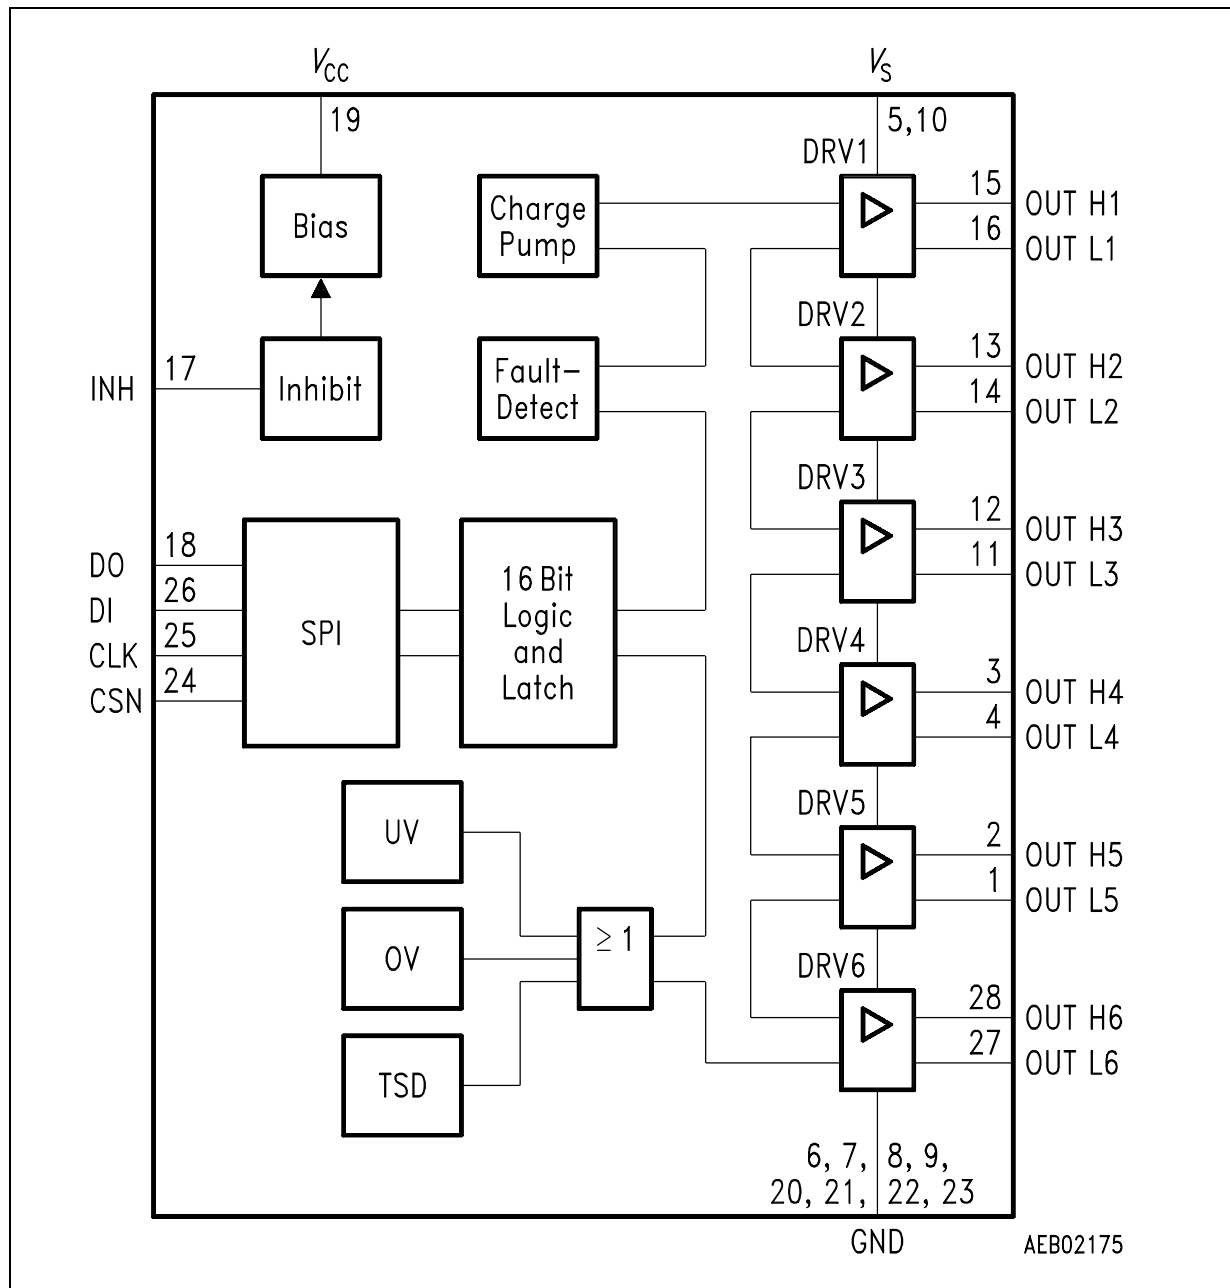 VCC
VS
19
5,10
DRV1
Bias
Charge
Pump
15
OUT H1
16
OUT L1
DRV2
INH
17
Inhibit
Fault-
Detect
13
OUT H2
14
OUT L2
DRV3
12
OUT H3
11
OUT L3
DO
18
DI
26
CLK
25
CSN
24
SPI
16 Bit
Logic
and
Latch
DRV4
3
OUT H4
4
OUT L4
UV
DRV5
2
OUT H5
1
OUT L5
OV
≥ 1
DRV6
28
OUT H6
27
OUT L6
TSD
6, 7, 8, 9,
20, 21, 22, 23
GND
AEB02175